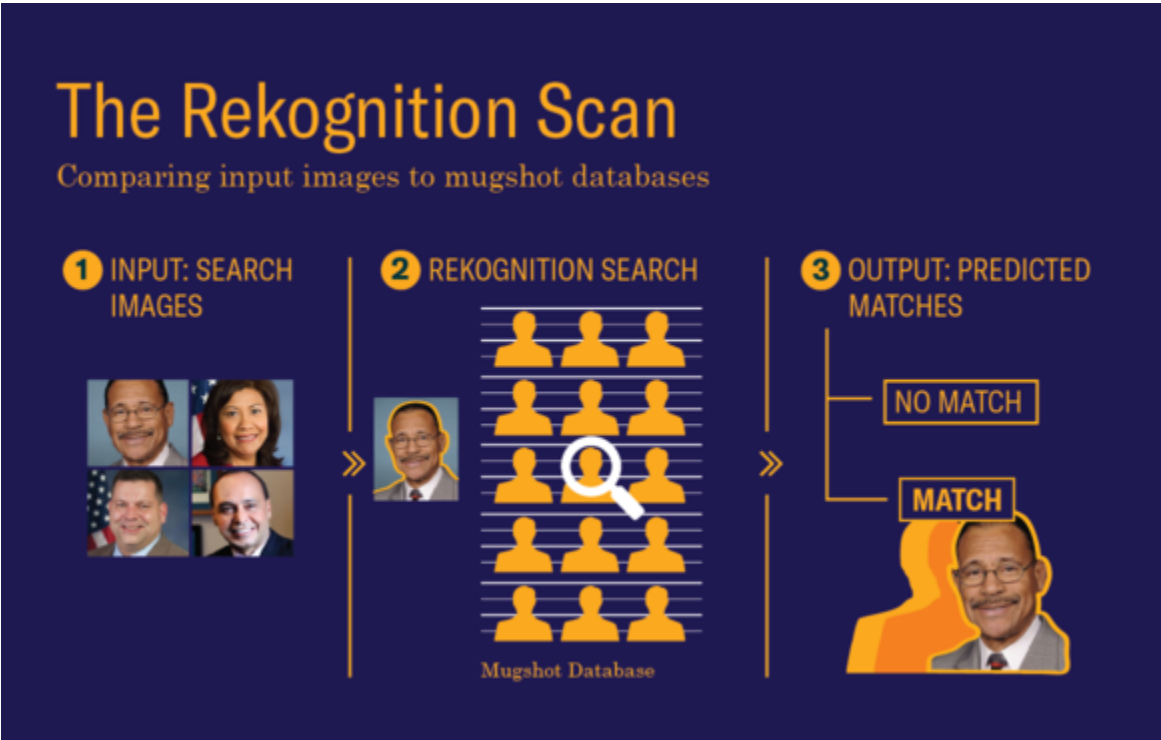 The Rekognition Scan
Comparing input images to mugshot databases
1 INPUT: SEARCH
IMAGES
2 REKOGNITION SEARCH
Mugshot Database
3 OUTPUT: PREDICTED
MATCHES
NO MATCH
MATCH